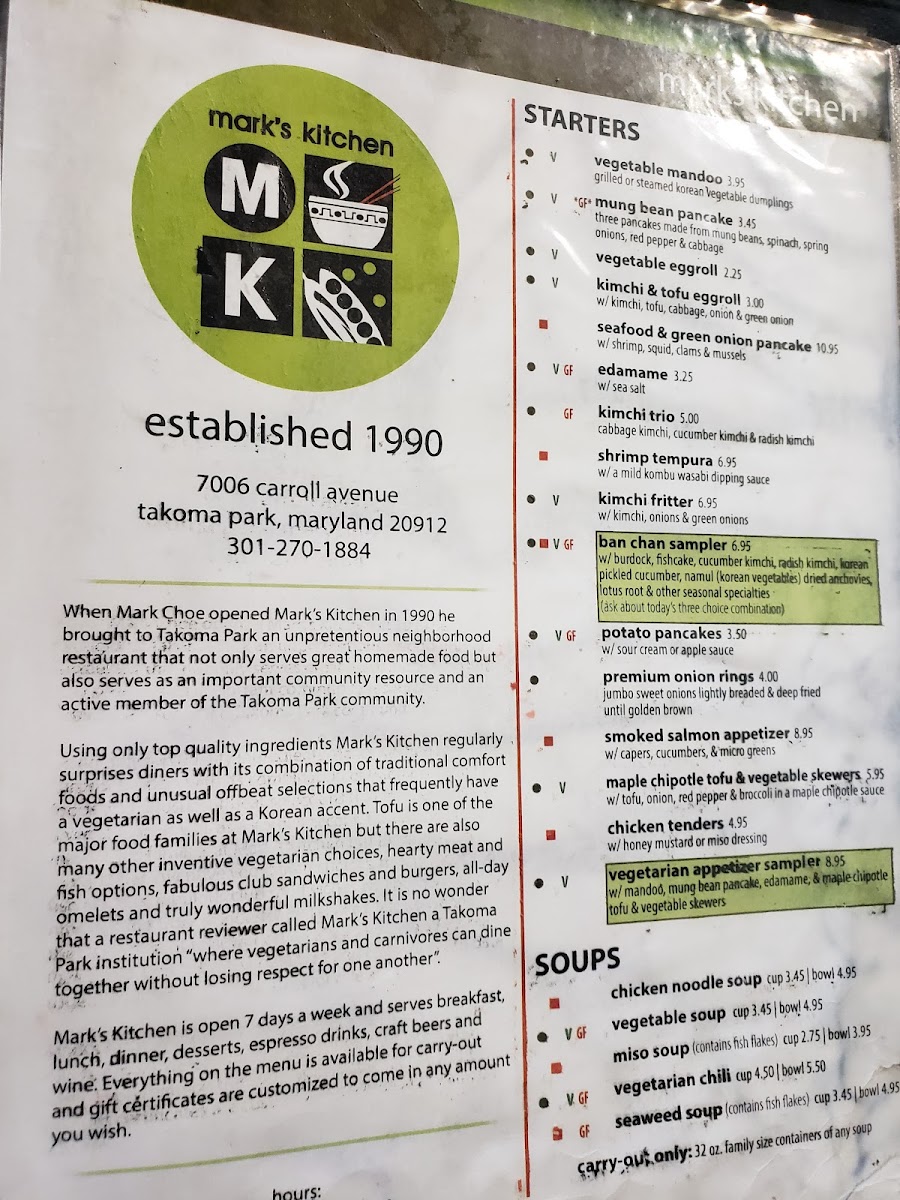 mark's kitchen
mark's kitchen
M
K
established 1990
7006 carroll avenue
takoma park, maryland 20912
301-270-1884
When Mark Choe opened Mark's Kitchen in 1990 he
brought to Takoma Park an unpretentious neighborhood
restaurant that not only serves great homemade food but
also serves as an important community resource and an
active member of the Takoma Park community.
Using only top quality ingredients Mark's Kitchen regularly
surprises diners with its combination of traditional comfort
foods and unusual offbeat selections that frequently have
a vegetarian as well as a Korean accent. Tofu is one of the
major food families at Mark's Kitchen but there are also
many other inventive vegetarian choices, hearty meat and
fish options, fabulous club sandwiches and burgers, all-day
omelets and truly wonderful milkshakes. It is no wonder
that a restaurant reviewer called Mark's Kitchen a Takoma
Park institution "where vegetarians and carnivores can dine
together without losing respect for one another".
Mark's Kitchen is open 7 days a week and serves breakfast,
lunch, dinner, desserts, espresso drinks, craft beers and
wine. Everything on the menu is available for carry-out
and gift certificates are customized to come in any amount
you wish.
hours:
STARTERS
V vegetable mandoo 3.95
grilled or steamed korean vegetable dumplings
V *GF* mung bean pancake 3.45
three pancakes made from mung beans, spinach, spring
onions, red pepper & cabbage
V vegetable eggroll 2.25
V kimchi & tofu eggroll 3.00
w/ kimchi, tofu, cabbage, onion & green onion
seafood & green onion pancake 10.95
w/ shrimp, squid, clams & mussels
V GF edamame 3.25
w/ sea salt
GF kimchi trio 5.00
cabbage kimchi, cucumber kimchi & radish kimchi
shrimp tempura 6.95
w/ a mild kombu wasabi dipping sauce
V kimchi fritter 6.95
w/ kimchi, onions & green onions
V GF ban chan sampler 6.95
w/ burdock, fishcake, cucumber kimchi, radish kimchi, korean
pickled cucumber, namul (korean vegetables) dried anchovies,
lotus root & other seasonal specialties
(ask about today's three choice combination)
V GF potato pancakes 3.50
w/ sour cream or apple sauce
premium onion rings 4.00
jumbo sweet onions lightly breaded & deep fried
until golden brown
smoked salmon appetizer 8.95
w/ capers, cucumbers, & micro greens
V maple chipotle tofu & vegetable skewers 5.95
w/ tofu, onion, red pepper & broccoli in a maple chipotle sauce
chicken tenders 4.95
w/ honey mustard or miso dressing
V vegetarian appetizer sampler 8.95
w/ mandoo, mung bean pancake, edamame, & maple chipotle
tofu & vegetable skewers
SOUPS
chicken noodle soup cup 3.45 | bowl 4.95
V GF vegetable soup cup 3.45 | bowl 4.95
miso soup (contains fish flakes) cup 2.75 | bowl 3.95
V GF vegetarian chili cup 4.50 | bowl 5.50
GF seaweed soup (contains fish flakes) cup 3.45 | bowl 4.95
carry-out only: 32 oz. family size containers of any soup